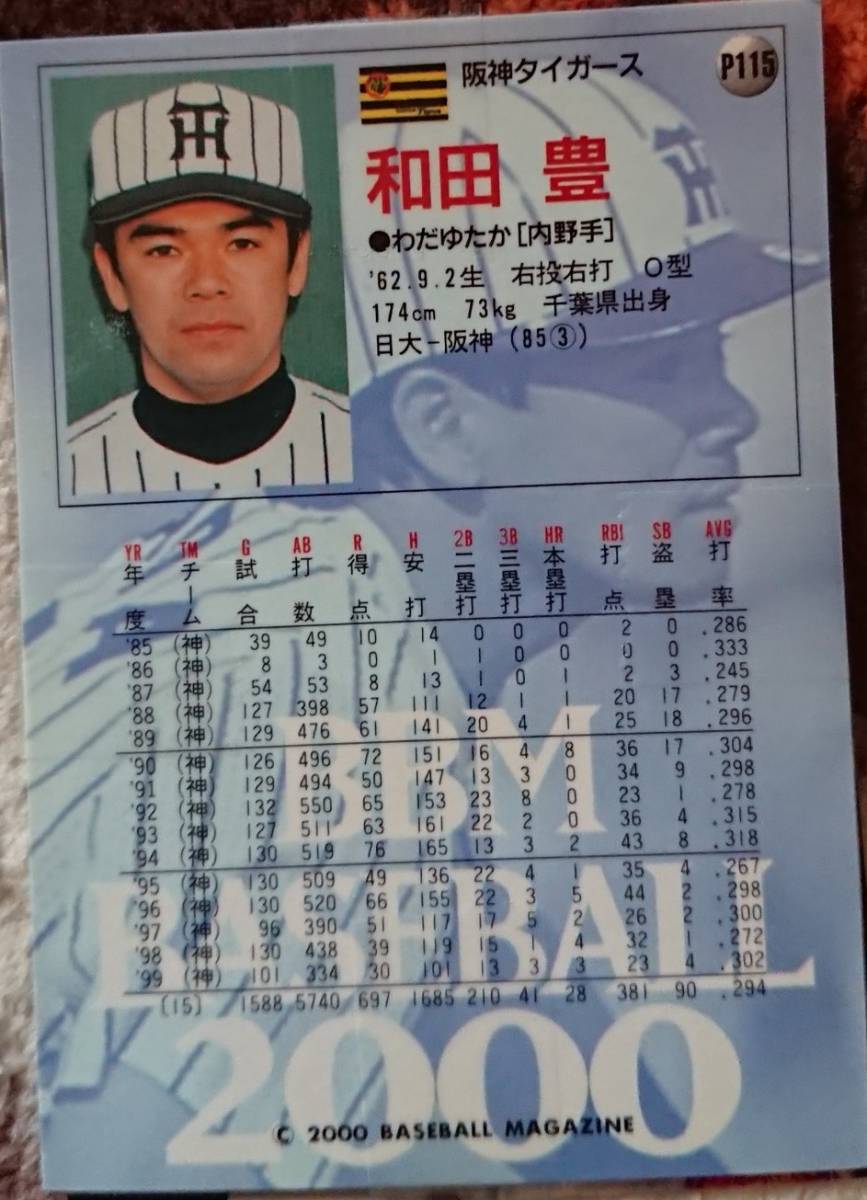 阪神タイガース P115
和田 豊
●わだゆたか[内野手]
'62.9.2生 右投右打 O型
174cm 73kg 千葉県出身
日大-阪神(85③)
YR TM G AB R H 2B 3B HR RBI SB AVG
年度 チーム 試合 打数 得点 安打 二塁打 三塁打 本塁打 打点 盗塁 打率
'85 (神) 39 49 10 14 0 0 0 2 0 .286
'86 (神) 8 3 0 1 1 0 0 0 0 .333
'87 (神) 54 53 8 13 1 0 1 2 3 .245
'88 (神) 127 398 57 111 12 1 1 20 17 .279
'89 (神) 129 476 61 141 20 4 1 25 18 .296
'90 (神) 126 496 72 151 16 4 8 36 17 .304
'91 (神) 129 494 50 147 13 3 0 34 9 .298
'92 (神) 132 550 65 153 23 8 0 23 1 .278
'93 (神) 127 511 63 161 22 2 0 36 4 .315
'94 (神) 130 519 76 165 13 3 2 43 8 .318
'95 (神) 130 509 49 136 22 4 1 35 4 .267
'96 (神) 130 520 66 155 22 3 5 44 2 .298
'97 (神) 96 390 51 117 17 5 2 26 2 .300
'98 (神) 130 438 39 119 15 1 4 32 1 .272
'99 (神) 101 334 30 101 13 3 3 23 4 .302
(15) 1588 5740 697 1685 210 41 28 381 90 .294
BBM
BASEBALL
2000
© 2000 BASEBALL MAGAZINE